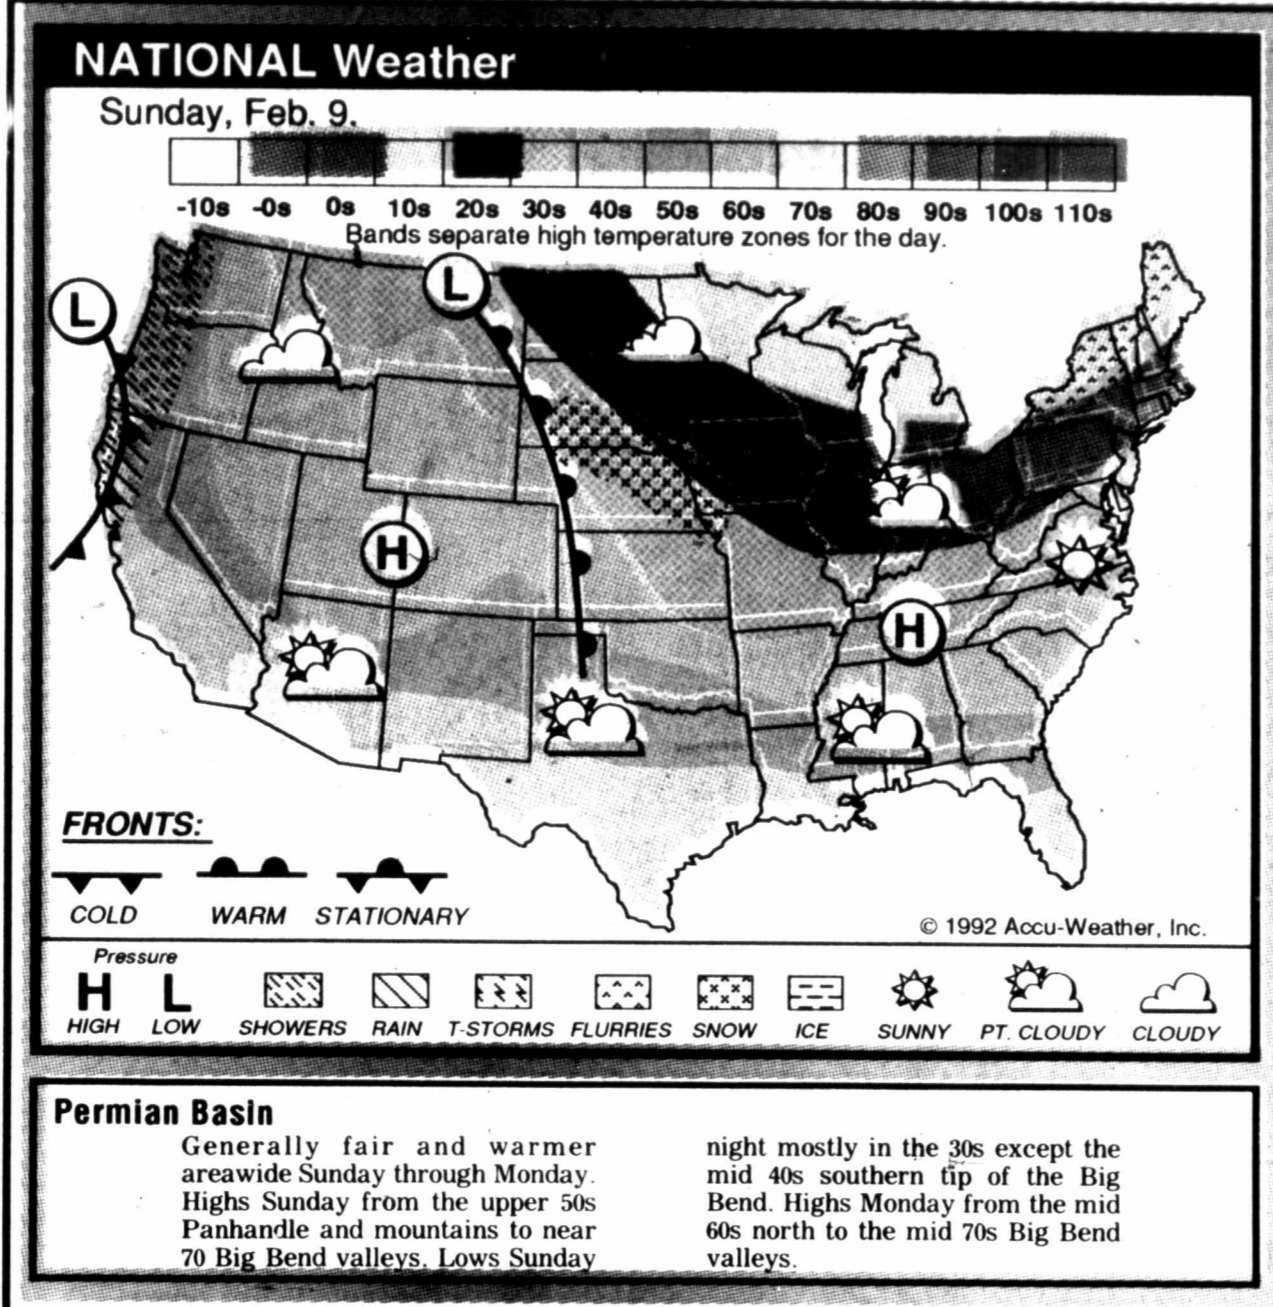 NATIONAL Weather
Sunday, Feb. 9.
-10s -0s 0s 10s 20s 30s 40s 50s 60s 70s 80s 90s 100s 110s
Bands separate high temperature zones for the day.
L
L
H
H
FRONTS:
COLD WARM STATIONARY
© 1992 Accu-Weather, Inc.
Pressure
H L
HIGH LOW SHOWERS RAIN T-STORMS FLURRIES SNOW ICE SUNNY PT. CLOUDY CLOUDY
Permian Basin
Generally fair and warmer
areawide Sunday through Monday.
Highs Sunday from the upper 50s
Panhandle and mountains to near
70 Big Bend valleys. Lows Sunday
night mostly in the 30s except the
mid 40s southern tip of the Big
Bend. Highs Monday from the mid
60s north to the mid 70s Big Bend
valleys.